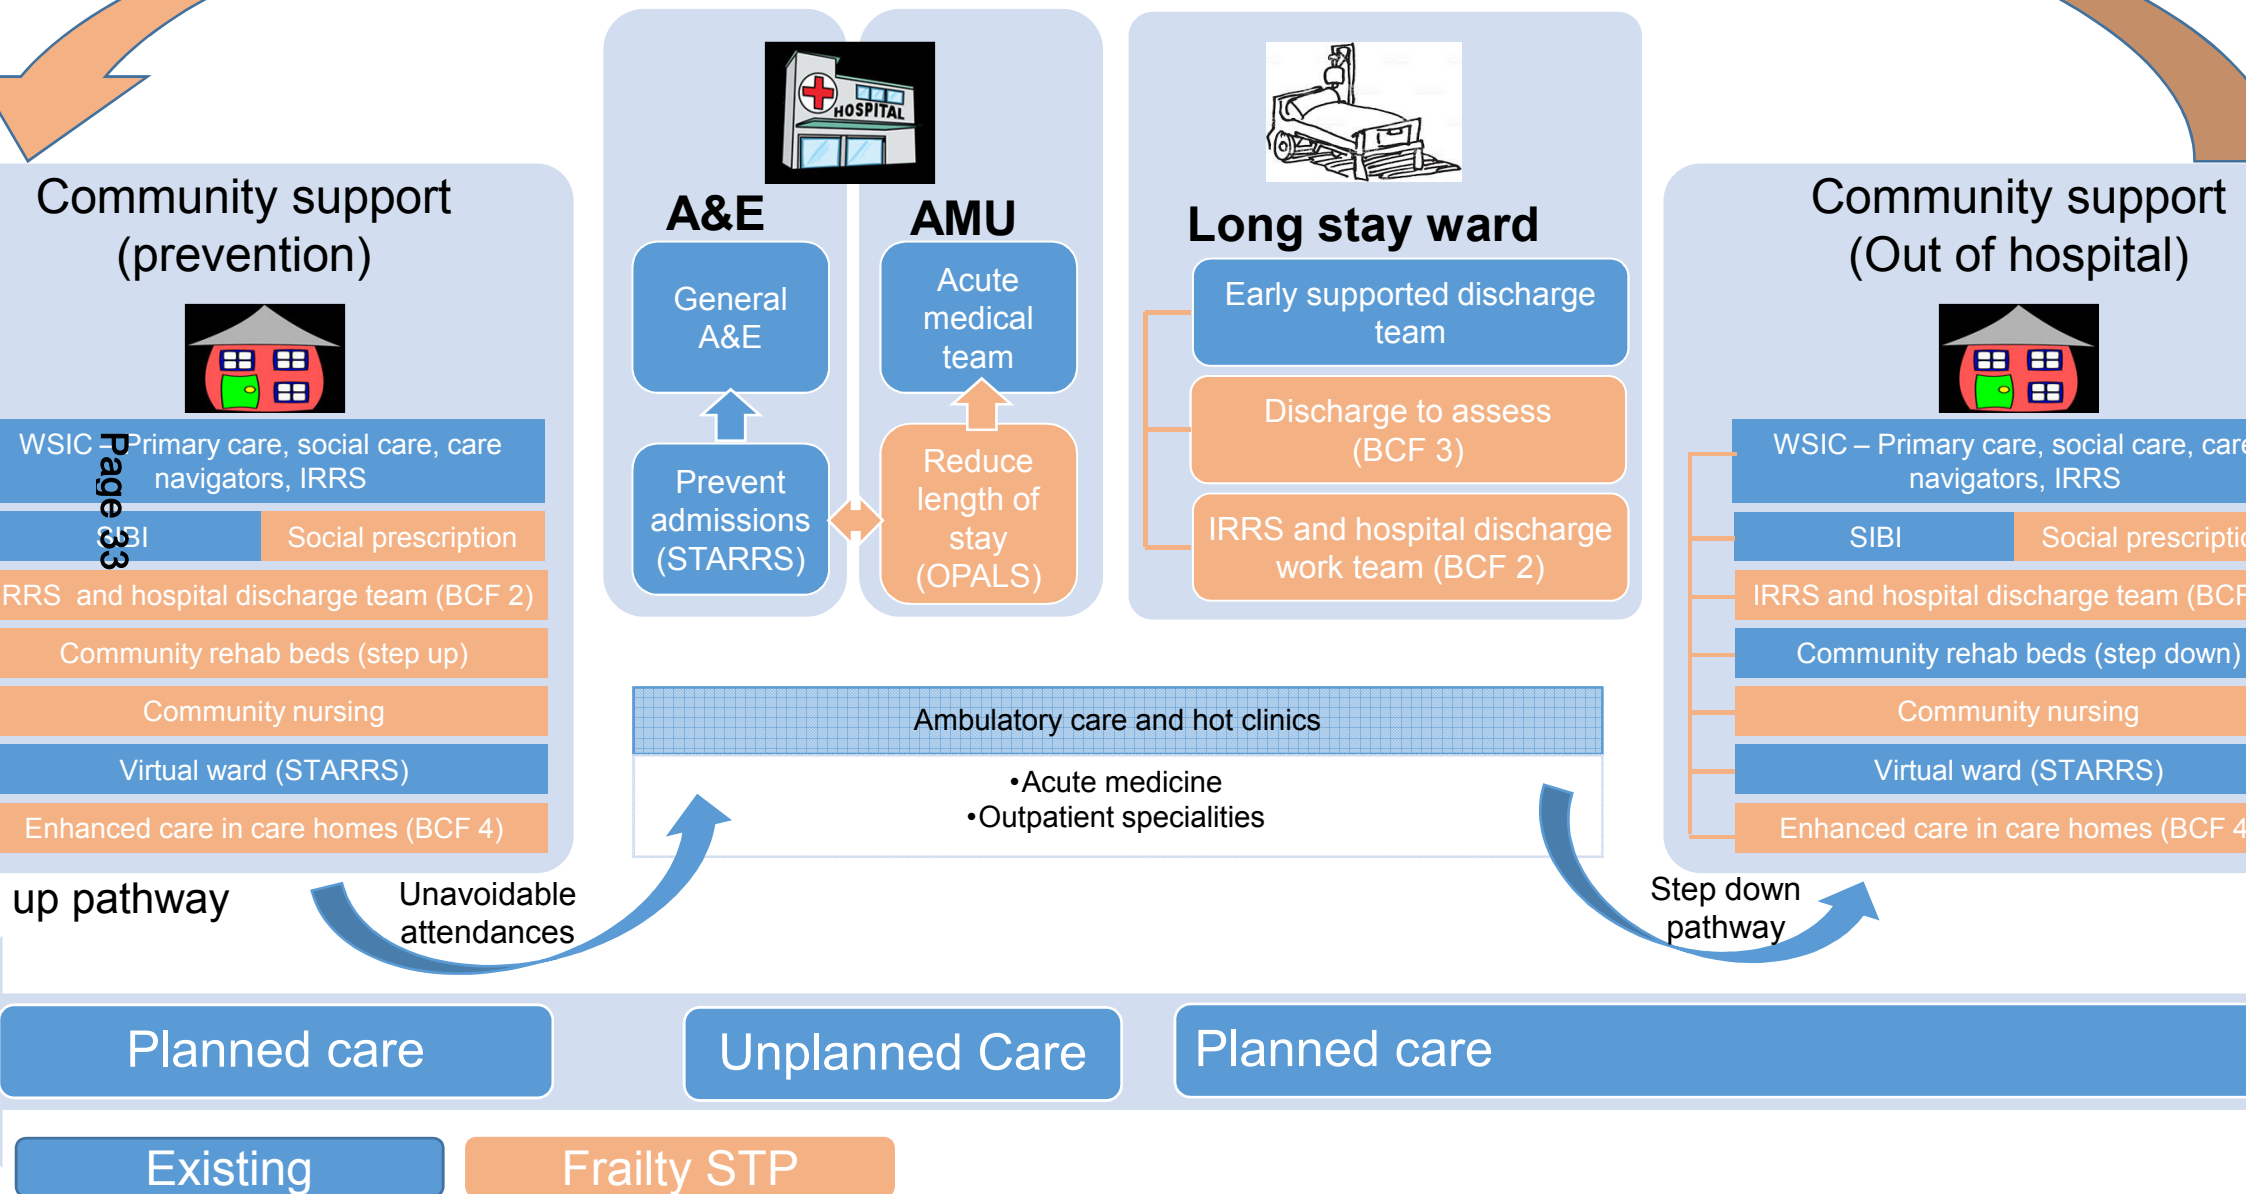 Community support
(prevention)
WSIC – Primary care, social care, care
navigators, IRRS
SIBI
Social prescription
RRS and hospital discharge team (BCF 2)
Community rehab beds (step up)
Community nursing
Virtual ward (STARRS)
Enhanced care in care homes (BCF 4)
Page 33
up pathway
Unavoidable
attendances
HOSPITAL
A&E
General
A&E
Prevent
admissions
(STARRS)
AMU
Acute
medical
team
Reduce
length of
stay
(OPALS)
Long stay ward
Early supported discharge
team
Discharge to assess
(BCF 3)
IRRS and hospital discharge
work team (BCF 2)
Ambulatory care and hot clinics
•Acute medicine
•Outpatient specialities
Step down
pathway
Community support
(Out of hospital)
WSIC – Primary care, social care, care
navigators, IRRS
SIBI
Social prescriptio
IRRS and hospital discharge team (BCF
Community rehab beds (step down)
Community nursing
Virtual ward (STARRS)
Enhanced care in care homes (BCF 4
Planned care
Unplanned Care
Planned care
Existing
Frailty STP